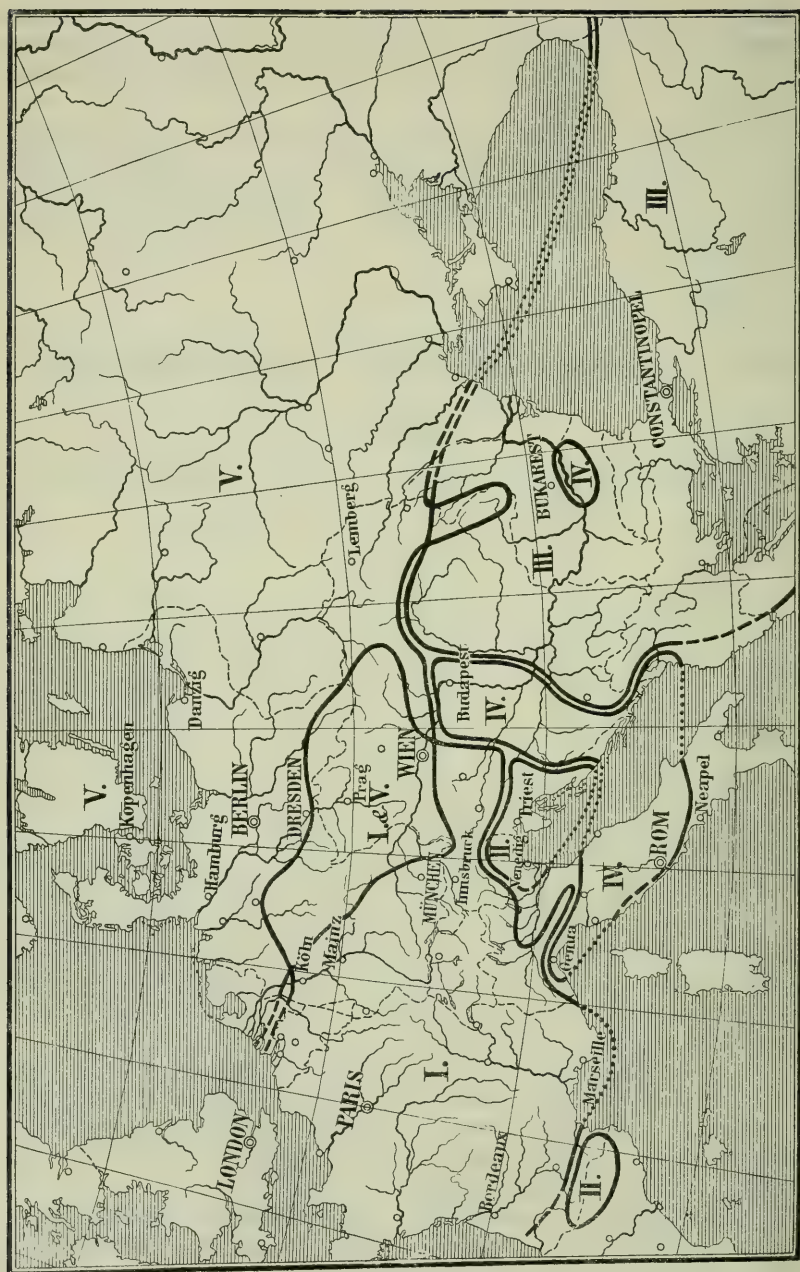 V.
Kopenhagen
Danzig
Hamburg
LONDON
BERLIN
V.
DRESDEN
Köln
Mainz
PARIS
Prag
Lemberg
I. & V.
WIEN
MÜNCHEN
I.
Innsbruck
Budapest
IV.
Bordeaux
II.
Triest
Venedig
BUKAREST
III.
IV
Genua
Marseille
II.
IV.
ROM
CONSTANTINOPEL
III.
Neapel